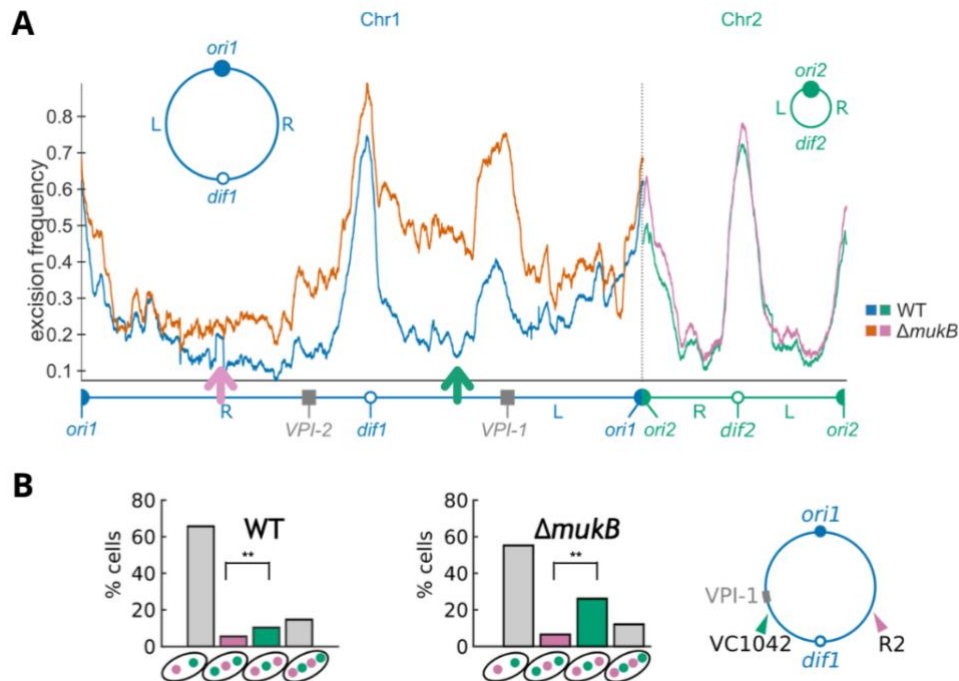 A
Chr1
Chr2
ori1
L
R
dif1
ori2
L
R
dif2
excision frequency
0.8
0.7
0.6
0.5
0.4
0.3
0.2
0.1
WT
ΔmukB
R
L
R
L
ori1
VPI-2
dif1
VPI-1
ori1
ori2
dif2
ori2
B
% cells
80
60
40
20
0
WT
**
% cells
80
60
40
20
0
ΔmukB
**
ori1
VPI-1
VC1042
dif1
R2